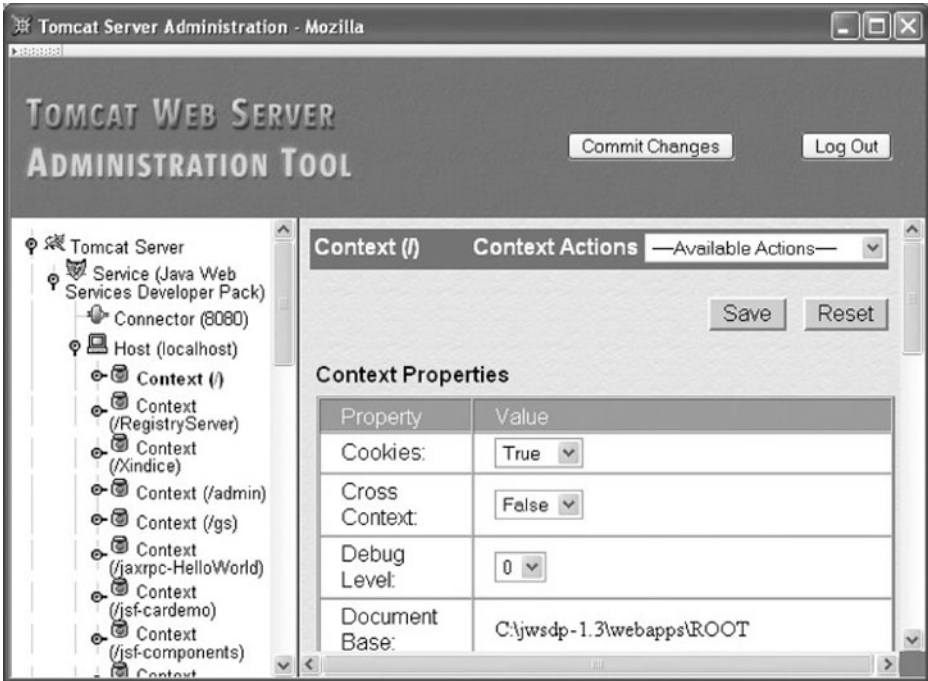 Tomcat Server Administration - Mozilla
TOMCAT WEB SERVER
ADMINISTRATION TOOL
Commit Changes
Log Out
Tomcat Server
Service (Java Web
Services Developer Pack)
Connector (8080)
Host (localhost)
Context (/)
Context
(/RegistryServer)
Context
(/Xindice)
Context (/admin)
Context (/gs)
Context
(/jaxrpc-HelloWorld)
Context
(/jsf-cardemo)
Context
(/jsf-components)
Context
Context (/)
Context Actions
—Available Actions—
Save
Reset
Context Properties
Property
Value
Cookies:
True
Cross
Context:
False
Debug
Level:
0
Document
Base:
C:\jwsdp-1.3\webapps\ROOT